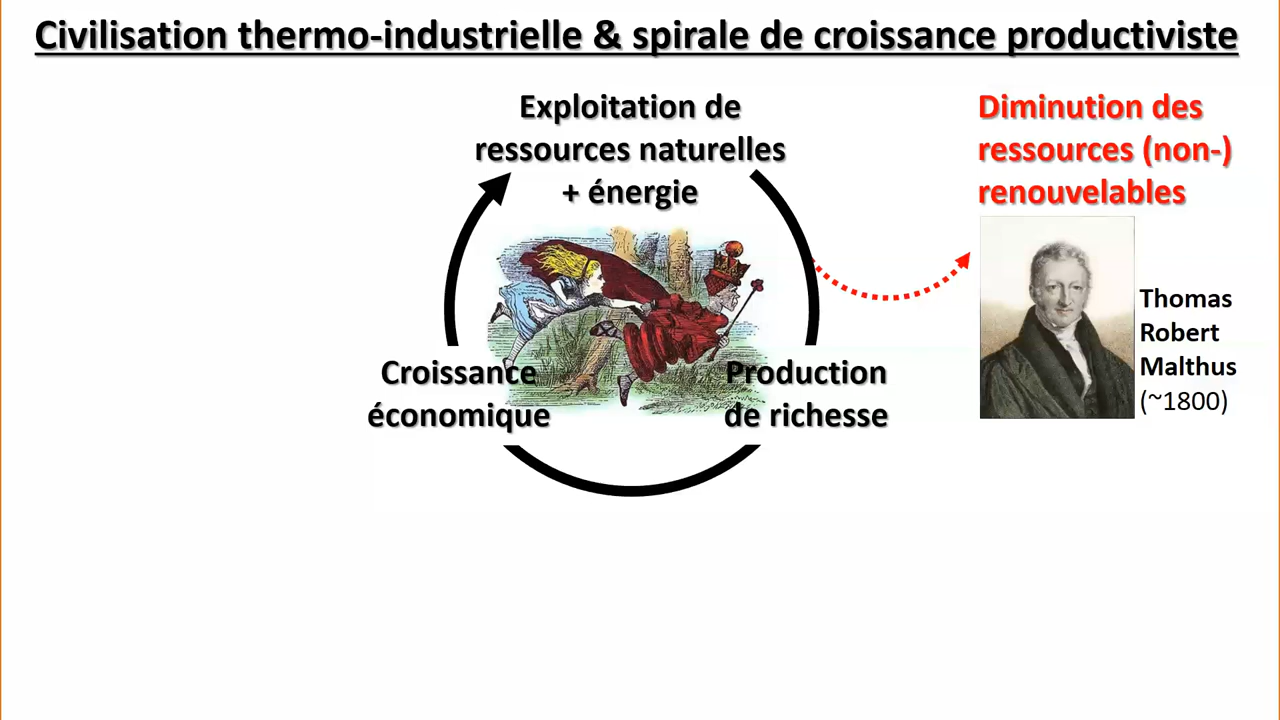 Civilisation thermo-industrielle & spirale de croissance productiviste
Exploitation de
ressources naturelles
+ énergie
Diminution des
ressources (non-)
renouvelables
Thomas
Robert
Malthus
(~1800)
Croissance
économique
Production
de richesse